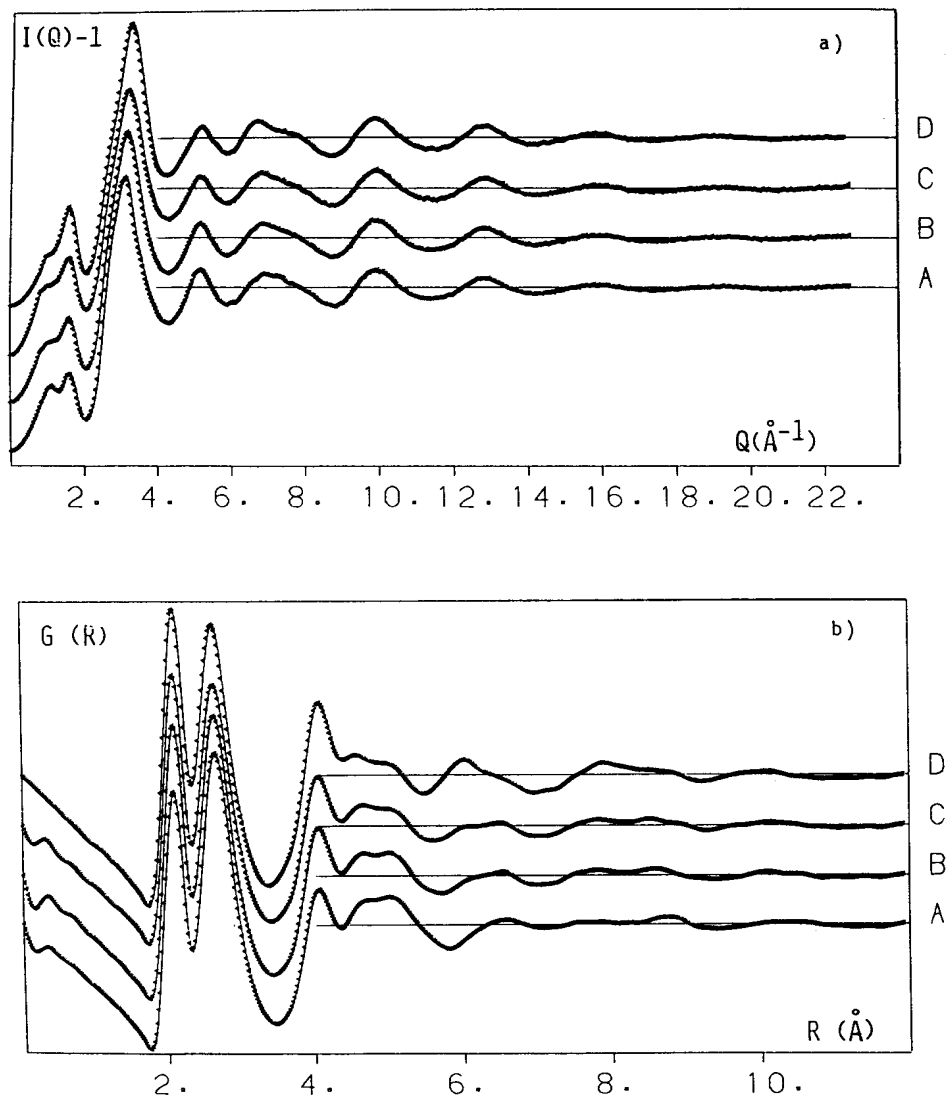 I(Q)-1
a)
D
C
B
A
Q(Å-1)
2. 4. 6. 8. 10. 12. 14. 16. 18. 20. 22.
G (R)
b)
D
C
B
A
R (Å)
2. 4. 6. 8. 10.